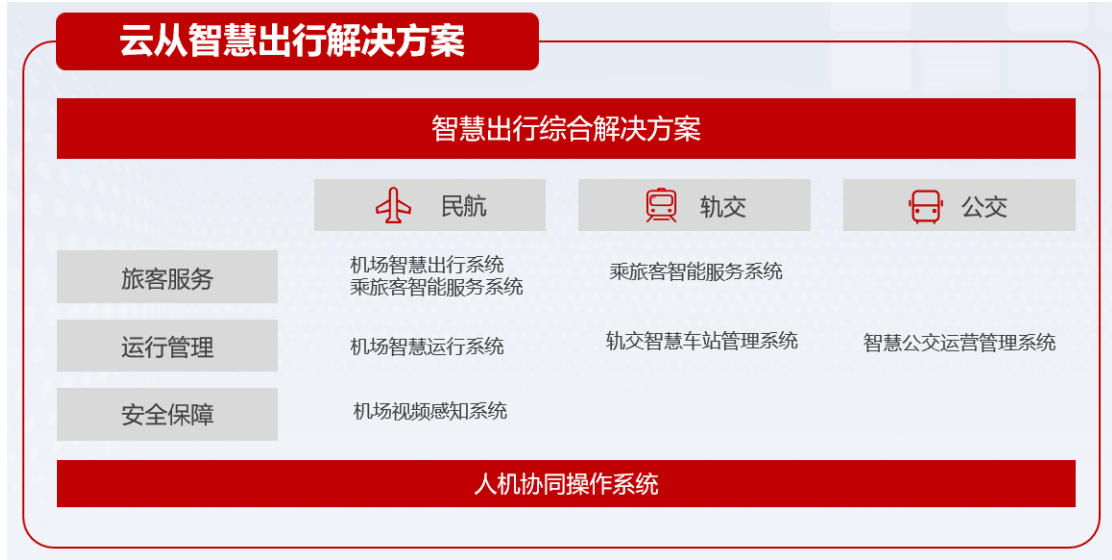 云从智慧出行解决方案
智慧出行综合解决方案
民航
轨交
公交
旅客服务
机场智慧出行系统
乘旅客智能服务系统
乘旅客智能服务系统
运行管理
机场智慧运行系统
轨交智慧车站管理系统
智慧公交运营管理系统
安全保障
机场视频感知系统
人机协同操作系统